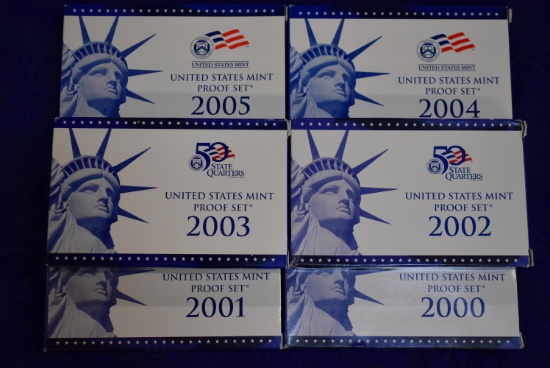 UNITED STATES MINT
UNITED STATES MINT
PROOF SET®
2005
UNITED STATES MINT
UNITED STATES MINT
PROOF SET®
2004
50
STATE
QUARTERS
UNITED STATES MINT
PROOF SET®
2003
50
STATE
QUARTERS
UNITED STATES MINT
PROOF SET®
2002
UNITED STATES MINT
PROOF SET®
2001
UNITED STATES MINT
PROOF SET®
2000